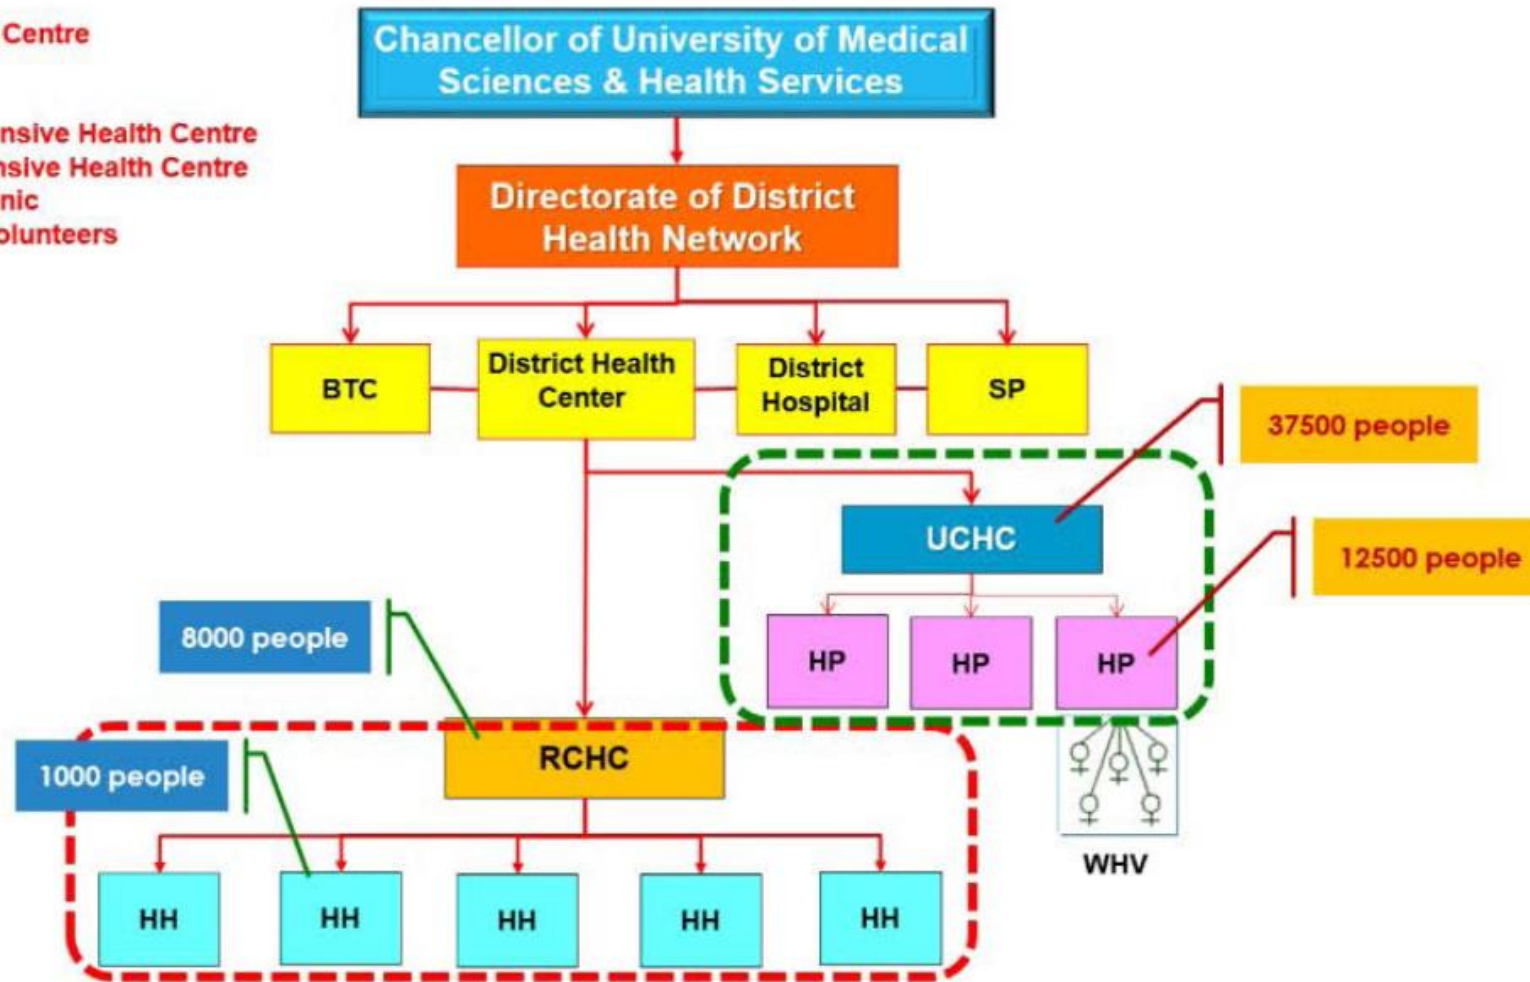 Centre
nsive Health Centre
nsive Health Centre
nic
olunteers
Chancellor of University of Medical
Sciences & Health Services
Directorate of District
Health Network
BTC
District Health
Center
District
Hospital
SP
37500 people
UCHC
12500 people
HP
HP
HP
8000 people
RCHC
1000 people
WHV
HH
HH
HH
HH
HH